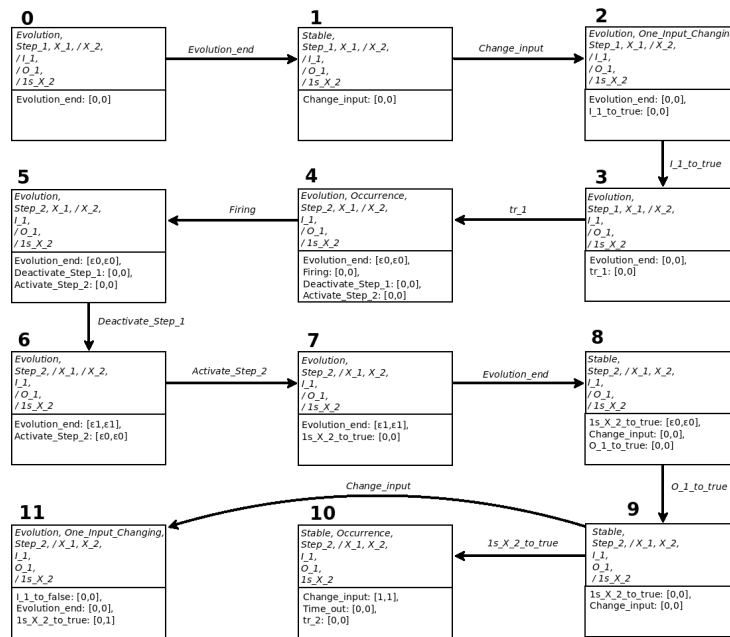 0
Evolution,
Step_1, X_1, / X_2,
/ I_1,
/ O_1,
/ 1s_X_2
Evolution_end: [0,0]
Evolution_end
1
Stable,
Step_1, X_1, / X_2,
/ I_1,
/ O_1,
/ 1s_X_2
Change_input: [0,0]
Change_input
2
Evolution, One_Input_Changing
Step_1, X_1, / X_2,
/ I_1,
/ O_1,
/ 1s_X_2
Evolution_end: [0,0],
I_1_to_true: [0,0]
I_1_to_true
3
Evolution,
Step_1, X_1, / X_2,
I_1,
/ O_1,
/ 1s_X_2
Evolution_end: [0,0],
tr_1: [0,0]
tr_1
4
Evolution, Occurrence,
Step_2, X_1, / X_2,
I_1,
/ O_1,
/ 1s_X_2
Evolution_end: [ε0,ε0],
Firing: [0,0],
Deactivate_Step_1: [0,0],
Activate_Step_2: [0,0]
Firing
5
Evolution,
Step_2, X_1, / X_2,
I_1,
/ O_1,
/ 1s_X_2
Evolution_end: [ε0,ε0],
Deactivate_Step_1: [0,0],
Activate_Step_2: [0,0]
Deactivate_Step_1
6
Evolution,
Step_2, / X_1, / X_2,
I_1,
/ O_1,
/ 1s_X_2
Evolution_end: [ε1,ε1],
Activate_Step_2: [ε0,ε0]
Activate_Step_2
7
Evolution,
Step_2, / X_1, X_2,
I_1,
/ O_1,
/ 1s_X_2
Evolution_end: [ε1,ε1],
1s_X_2_to_true: [0,0]
Evolution_end
8
Stable,
Step_2, / X_1, X_2,
I_1,
/ O_1,
/ 1s_X_2
1s_X_2_to_true: [ε0,ε0],
Change_input: [0,0],
O_1_to_true: [0,0]
O_1_to_true
9
Stable,
Step_2, / X_1, X_2,
I_1,
O_1,
/ 1s_X_2
1s_X_2_to_true: [0,0],
Change_input: [0,0]
1s_X_2_to_true
Change_input
10
Stable, Occurrence,
Step_2, / X_1, X_2,
I_1,
O_1,
1s_X_2
Change_input: [1,1],
Time_out: [0,0],
tr_2: [0,0]
11
Evolution, One_Input_Changing,
Step_2, / X_1, X_2,
I_1,
O_1,
/ 1s_X_2
I_1_to_false: [0,0],
Evolution_end: [0,0],
1s_X_2_to_true: [0,1]